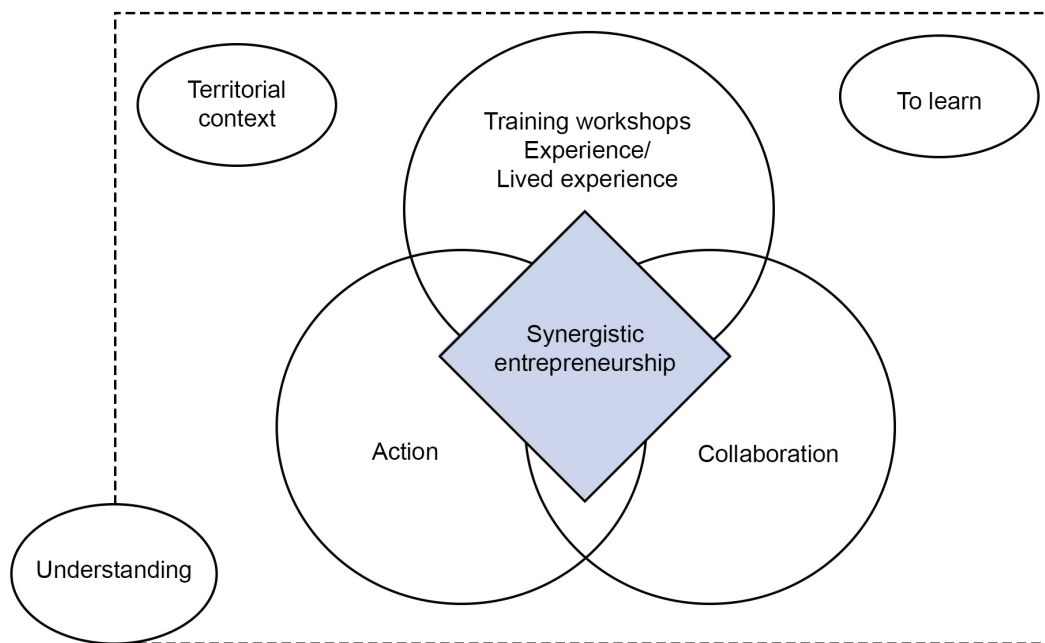 Territorial
context
To learn
Training workshops
Experience/
Lived experience
Synergistic
entrepreneurship
Action
Collaboration
Understanding